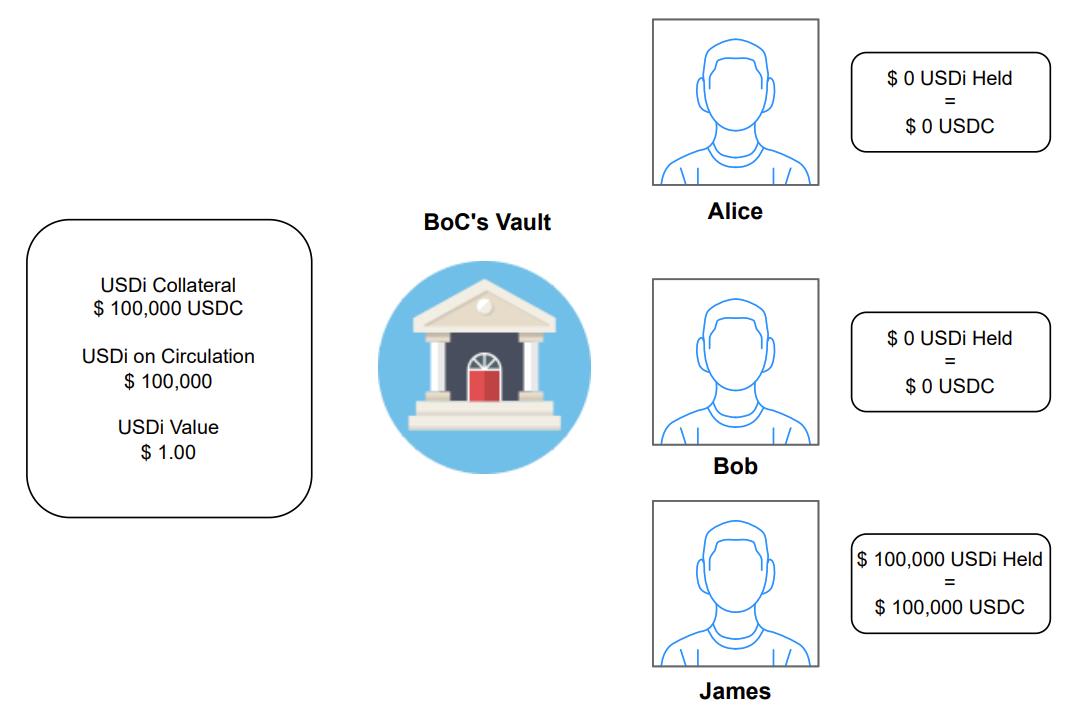 USDi Collateral
$ 100,000 USDC
USDi on Circulation
$ 100,000
USDi Value
$ 1.00
BoC's Vault
$ 0 USDi Held
=
$ 0 USDC
Alice
$ 0 USDi Held
=
$ 0 USDC
Bob
$ 100,000 USDi Held
=
$ 100,000 USDC
James